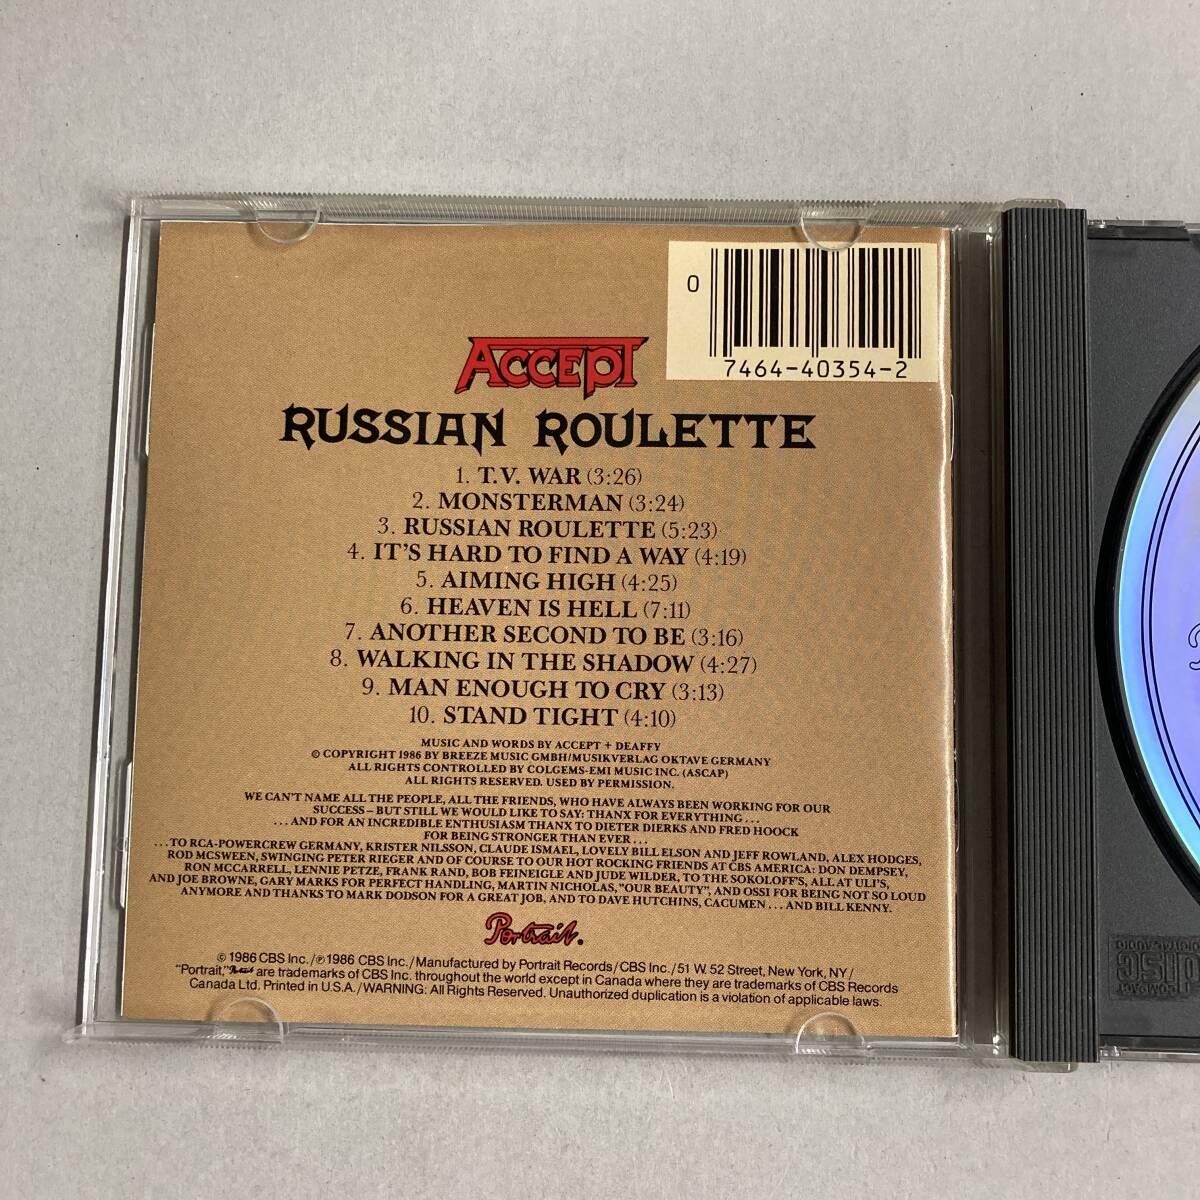 0
7464-40354-2
ACCEPT
RUSSIAN ROULETTE
1. T.V. WAR (3:26)
2. MONSTERMAN (3:24)
3. RUSSIAN ROULETTE (5:23)
4. IT'S HARD TO FIND A WAY (4:19)
5. AIMING HIGH (4:25)
6. HEAVEN IS HELL (7:11)
7. ANOTHER SECOND TO BE (3:16)
8. WALKING IN THE SHADOW (4:27)
9. MAN ENOUGH TO CRY (3:13)
10. STAND TIGHT (4:10)
MUSIC AND WORDS BY ACCEPT + DEAFFY
© COPYRIGHT 1986 BY BREEZE MUSIC GMBH/MUSIKVERLAG OKTAVE GERMANY
ALL RIGHTS CONTROLLED BY COLGEMS-EMI MUSIC INC. (ASCAP)
ALL RIGHTS RESERVED. USED BY PERMISSION.
WE CAN'T NAME ALL THE PEOPLE, ALL THE FRIENDS, WHO HAVE ALWAYS BEEN WORKING FOR OUR
SUCCESS – BUT STILL WE WOULD LIKE TO SAY: THANX FOR EVERYTHING . . .
. . . AND FOR AN INCREDIBLE ENTHUSIASM THANX TO DIETER DIERKS AND FRED HOOCK
FOR BEING STRONGER THAN EVER . . .
. . . TO RCA-POWERCREW GERMANY, KRISTER NILSSON, CLAUDE ISMAEL, LOVELY BILL ELSON AND JEFF ROWLAND, ALEX HODGES,
ROD MCSWEEN, SWINGING PETER RIEGER AND OF COURSE TO OUR HOT ROCKING FRIENDS AT CBS AMERICA: DON DEMPSEY,
RON MCCARRELL, LENNIE PETZE, FRANK RAND, BOB FEINEIGLE AND JUDE WILDER, TO THE SOKOLOFF'S, ALL AT ULI'S,
AND JOE BROWNE, GARY MARKS FOR PERFECT HANDLING, MARTIN NICHOLAS, "OUR BEAUTY", AND OSSI FOR BEING NOT SO LOUD
ANYMORE AND THANKS TO MARK DODSON FOR A GREAT JOB, AND TO DAVE HUTCHINS, CACUMEN . . . AND BILL KENNY.
Portrait.
© 1986 CBS Inc./℗ 1986 CBS Inc./Manufactured by Portrait Records/CBS Inc./51 W. 52 Street, New York, NY/
"Portrait," Portrait are trademarks of CBS Inc. throughout the world except in Canada where they are trademarks of CBS Records
Canada Ltd. Printed in U.S.A./WARNING: All Rights Reserved. Unauthorized duplication is a violation of applicable laws.
COMPACT
DISC
DIGITAL AUDIO